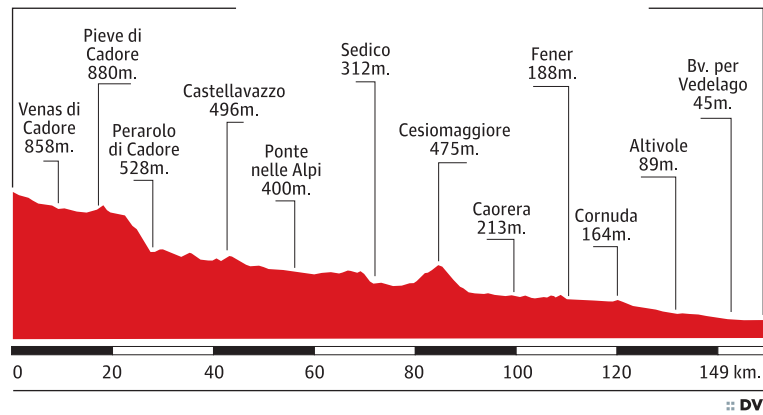 Venas di
Cadore
858m.
Pieve di
Cadore
880m.
Perarolo
di Cadore
528m.
Castellavazzo
496m.
Ponte
nelle Alpi
400m.
Sedico
312m.
Cesiomaggiore
475m.
Caorera
213m.
Fener
188m.
Cornuda
164m.
Altivole
89m.
Bv. per
Vedelago
45m.
0 20 40 60 80 100 120 149 km.
DV